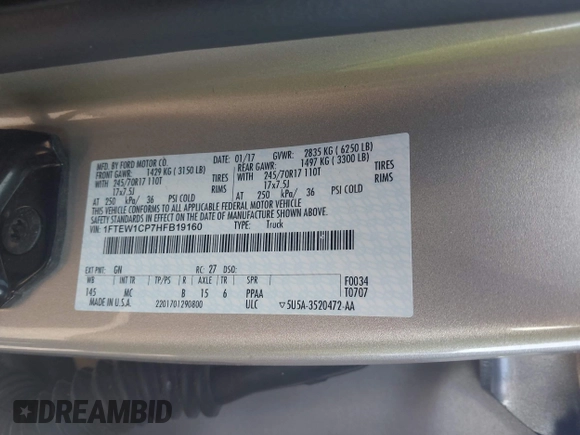 MFD. BY FORD MOTOR CO.
DATE: 01/17 GVWR: 2835 KG ( 6250 LB)
FRONT GAWR: 1429 KG ( 3150 LB) REAR GAWR: 1497 KG ( 3300 LB)
WITH 245/70R17 110T TIRES WITH 245/70R17 110T TIRES
17x7.5J RIMS 17x7.5J RIMS
AT 250 kPa/ 36 PSI COLD AT 250 kPa/ 36 PSI COLD
THIS VEHICLE CONFORMS TO ALL APPLICABLE FEDERAL MOTOR VEHICLE
SAFETY AND THEFT PREVENTION STANDARDS IN EFFECT ON THE DATE OF MANUFACTURE SHOWN ABOVE.
VIN: 1FTEW1CP7HFB19160 TYPE: Truck
EXT PNT: GN RC: 27 DSO: F0034
WB INT TR TP/PS R AXLE TR SPR T0707
145 MC B 15 6 PPAA
MADE IN U.S.A. 2201701290800 ULC ▽5U5A-3520472-AA
DREAMBID